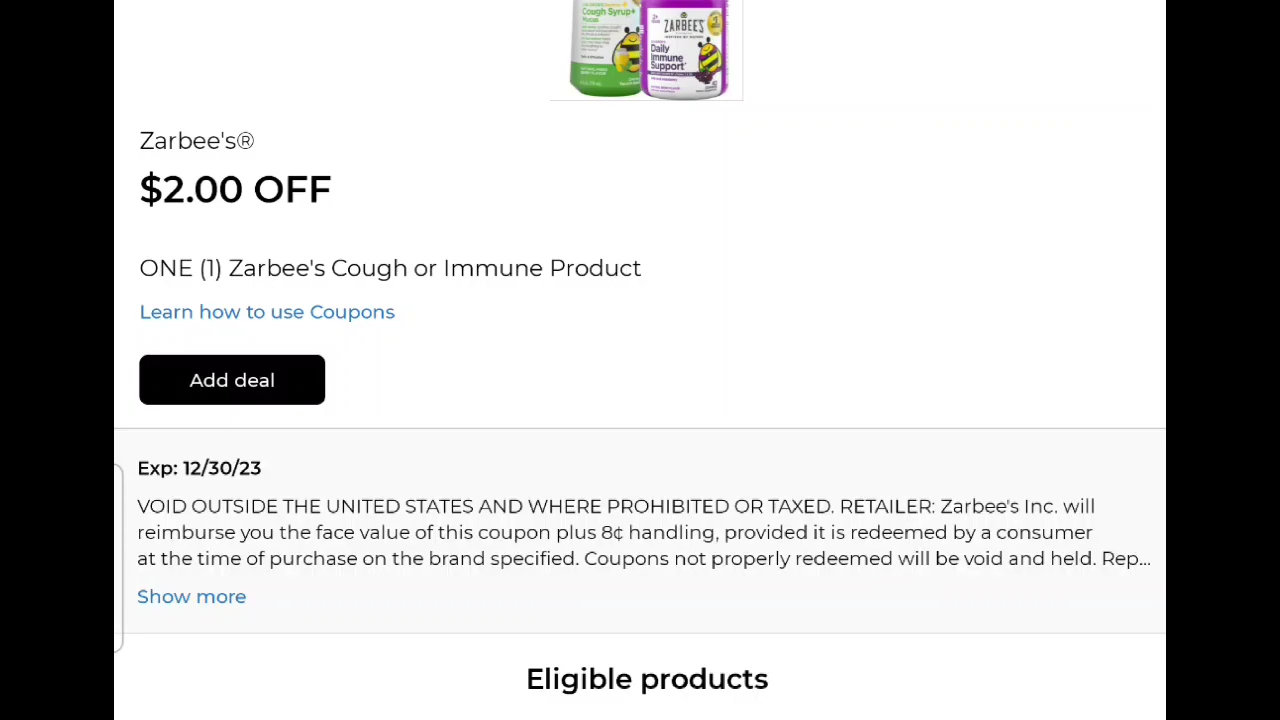 Cough Syrup+
Mucus
ZARBEE'S
Daily
Immune
Support
Zarbee's®
$2.00 OFF
ONE (1) Zarbee's Cough or Immune Product
Learn how to use Coupons
Add deal
Exp: 12/30/23
VOID OUTSIDE THE UNITED STATES AND WHERE PROHIBITED OR TAXED. RETAILER: Zarbee's Inc. will
reimburse you the face value of this coupon plus 8¢ handling, provided it is redeemed by a consumer
at the time of purchase on the brand specified. Coupons not properly redeemed will be void and held. Rep...
Show more
Eligible products